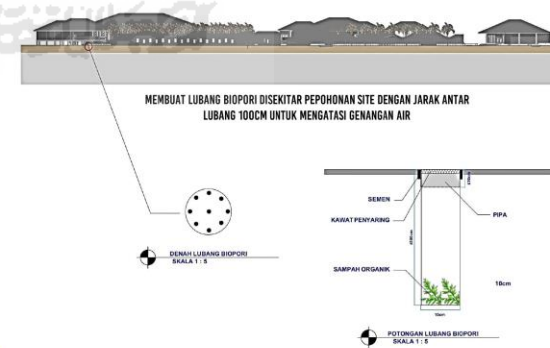 MEMBUAT LUBANG BIOPORI DISEKITAR PEPOHONAN SITE DENGAN JARAK ANTAR
LUBANG 100CM UNTUK MENGATASI GENANGAN AIR
SEMEN
KAWAT PENYARING
PIPA
SAMPAH ORGANIK
10cm
DENAH LUBANG BIOPORI
SKALA 1 : 5
POTONGAN LUBANG BIOPORI
SKALA 1 : 5